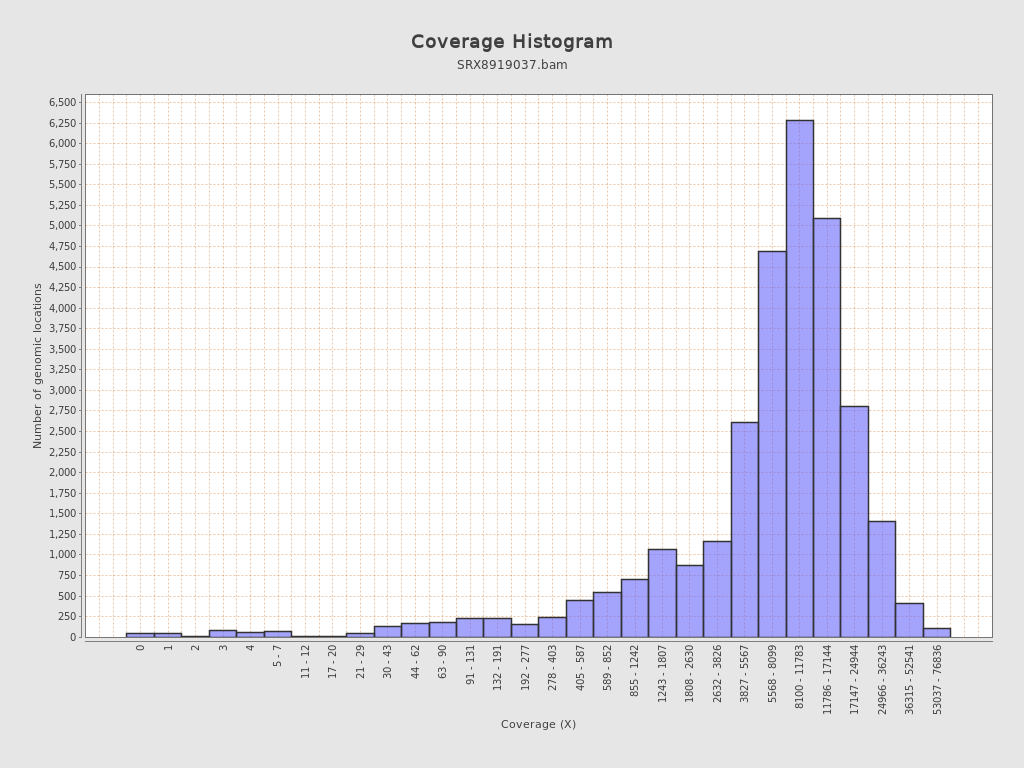 Coverage Histogram
SRX8919037.bam
Number of genomic locations
6,500
6,250
6,000
5,750
5,500
5,250
5,000
4,750
4,500
4,250
4,000
3,750
3,500
3,250
3,000
2,750
2,500
2,250
2,000
1,750
1,500
1,250
1,000
750
500
250
0
0
1
2
3
4
5 - 7
11 - 12
17 - 20
21 - 29
30 - 43
44 - 62
63 - 90
91 - 131
132 - 191
192 - 277
278 - 403
405 - 587
589 - 852
855 - 1242
1243 - 1807
1808 - 2630
2632 - 3826
3827 - 5567
5568 - 8099
8100 - 11783
11786 - 17144
17147 - 24944
24966 - 36243
36315 - 52541
53037 - 76836
Coverage (X)